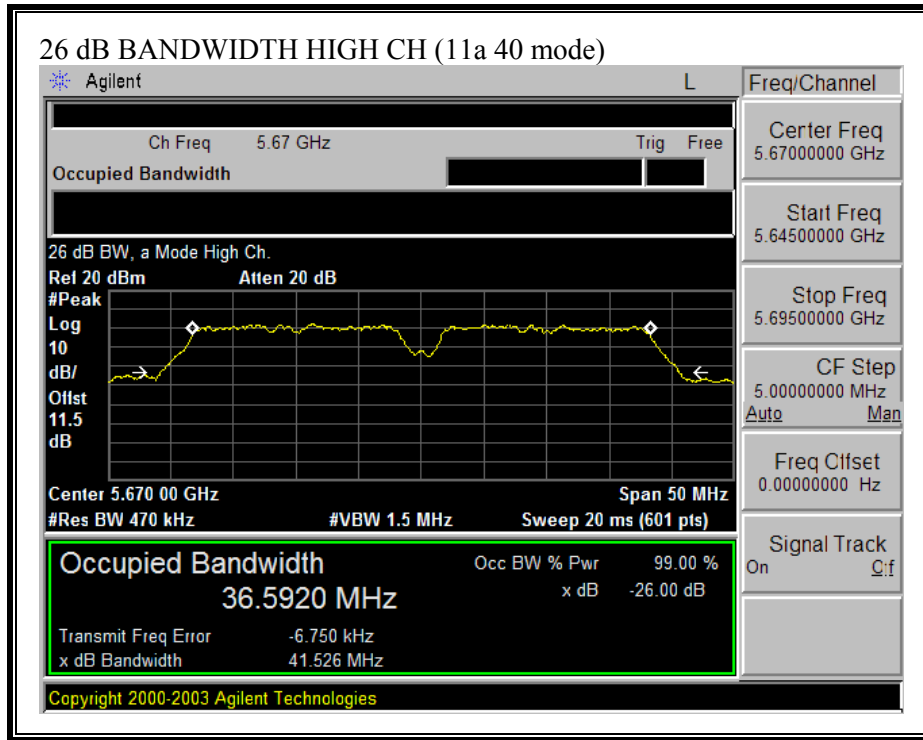 26 dB BANDWIDTH HIGH CH (11a 40 mode)
Agilent L
Freq/Channel
Ch Freq 5.67 GHz Trig Free
Occupied Bandwidth
26 dB BW, a Mode High Ch.
Ref 20 dBm Atten 20 dB
#Peak
Log
10
dB/
Offst
11.5
dB
Center 5.670 00 GHz Span 50 MHz
#Res BW 470 kHz #VBW 1.5 MHz Sweep 20 ms (601 pts)
Occupied Bandwidth
36.5920 MHz
Occ BW % Pwr 99.00 %
x dB -26.00 dB
Transmit Freq Error -6.750 kHz
x dB Bandwidth 41.526 MHz
Copyright 2000-2003 Agilent Technologies
Center Freq
5.67000000 GHz
Start Freq
5.64500000 GHz
Stop Freq
5.69500000 GHz
CF Step
5.00000000 MHz
Auto Man
Freq Offset
0.00000000 Hz
Signal Track
On Off